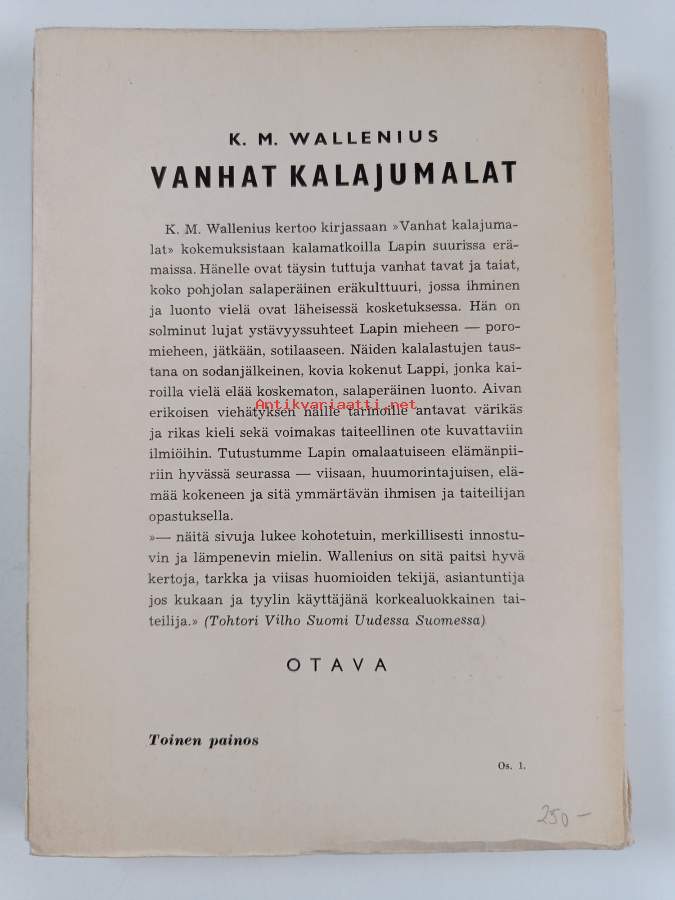 K. M. WALLENIUS
VANHAT KALAJUMALAT
K. M. Wallenius kertoo kirjassaan »Vanhat kalajuma-
lat» kokemuksistaan kalamatkoilla Lapin suurissa erä-
maissa. Hänelle ovat täysin tuttuja vanhat tavat ja taiat,
koko pohjolan salaperäinen eräkulttuuri, jossa ihminen
ja luonto vielä ovat läheisessä kosketuksessa. Hän on
solminut lujat ystävyyssuhteet Lapin mieheen — poro-
mieheen, jätkään, sotilaaseen. Näiden kalalastujen taus-
tana on sodanjälkeinen, kovia kokenut Lappi, jonka kai-
roilla vielä elää koskematon, salaperäinen luonto. Aivan
Antikvariaatti.net
erikoisen viehätyksen näille tarinoille antavat värikäs
ja rikas kieli sekä voimakas taiteellinen ote kuvattaviin
ilmiöihin. Tutustumme Lapin omalaatuiseen elämänpii-
riin hyvässä seurassa — viisaan, huumorintajuisen, elä-
mää kokeneen ja sitä ymmärtävän ihmisen ja taiteilijan
opastuksella.
»— näitä sivuja lukee kohotetuin, merkillisesti innostu-
vin ja lämpenevin mielin. Wallenius on sitä paitsi hyvä
kertoja, tarkka ja viisas huomioiden tekijä, asiantuntija
jos kukaan ja tyylin käyttäjänä korkealuokkainen tai-
teilija.» (Tohtori Vilho Suomi Uudessa Suomessa)
OTAVA
Toinen painos
Os. 1.
250 —